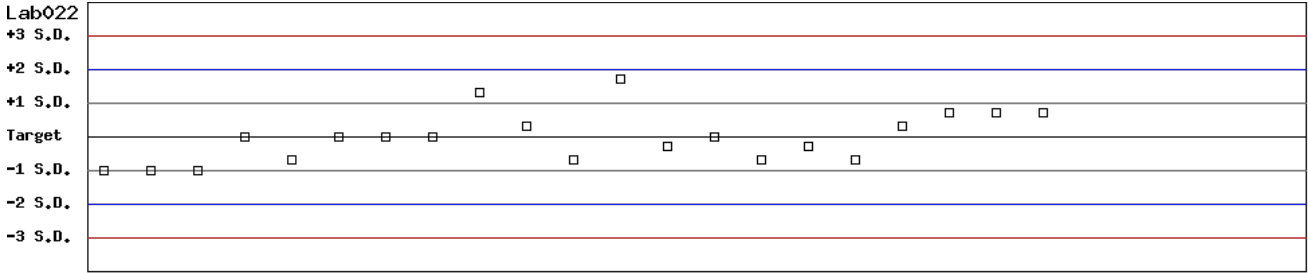 Lab022
+3 S.D.
+2 S.D.
+1 S.D.
Target
-1 S.D.
-2 S.D.
-3 S.D.